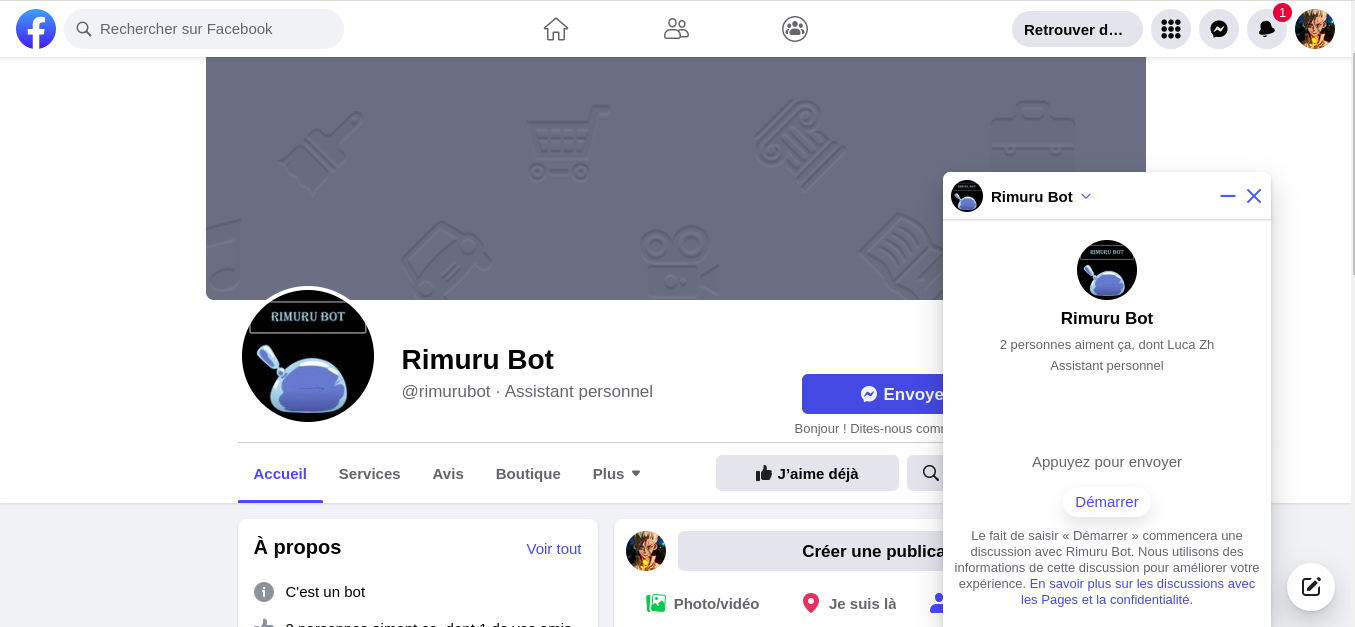 Rechercher sur Facebook
Retrouver d…
1
RIMURU BOT
Rimuru Bot
@rimurubot · Assistant personnel
Envoye
Bonjour ! Dites-nous comm
Accueil
Services
Avis
Boutique
Plus
J’aime déjà
À propos
Voir tout
C'est un bot
2 personnes aiment ça, dont 1 de vos amis
Créer une publica
Photo/vidéo
Je suis là
Rimuru Bot
RIMURU BOT
Rimuru Bot
2 personnes aiment ça, dont Luca Zh
Assistant personnel
Appuyez pour envoyer
Démarrer
Le fait de saisir « Démarrer » commencera une
discussion avec Rimuru Bot. Nous utilisons des
informations de cette discussion pour améliorer votre
expérience. En savoir plus sur les discussions avec
les Pages et la confidentialité.